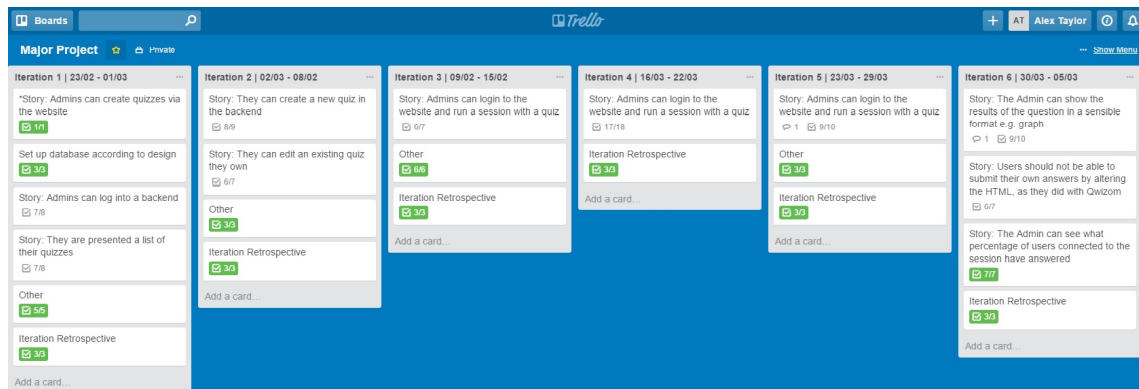 Boards
Trello
+
AT Alex Taylor
Major Project
Private
... Show Menu
Iteration 1 | 23/02 - 01/03 ...
*Story: Admins can create quizzes via
the website
1/1
Set up database according to design
3/3
Story: Admins can log into a backend
7/8
Story: They are presented a list of
their quizzes
7/8
Other
5/5
Iteration Retrospective
3/3
Add a card...
Iteration 2 | 02/03 - 08/02 ...
Story: They can create a new quiz in
the backend
8/9
Story: They can edit an existing quiz
they own
6/7
Other
3/3
Iteration Retrospective
3/3
Add a card...
Iteration 3 | 09/02 - 15/02 ...
Story: Admins can login to the
website and run a session with a quiz
6/7
Other
6/6
Iteration Retrospective
3/3
Add a card...
Iteration 4 | 16/03 - 22/03 ...
Story: Admins can login to the
website and run a session with a quiz
17/18
Iteration Retrospective
3/3
Add a card...
Iteration 5 | 23/03 - 29/03 ...
Story: Admins can login to the
website and run a session with a quiz
1 9/10
Other
3/3
Iteration Retrospective
3/3
Add a card...
Iteration 6 | 30/03 - 05/03 ...
Story: The Admin can show the
results of the question in a sensible
format e.g. graph
1 9/10
Story: Users should not be able to
submit their own answers by altering
the HTML, as they did with Qwizom
6/7
Story: The Admin can see what
percentage of users connected to the
session have answered
7/7
Iteration Retrospective
3/3
Add a card...